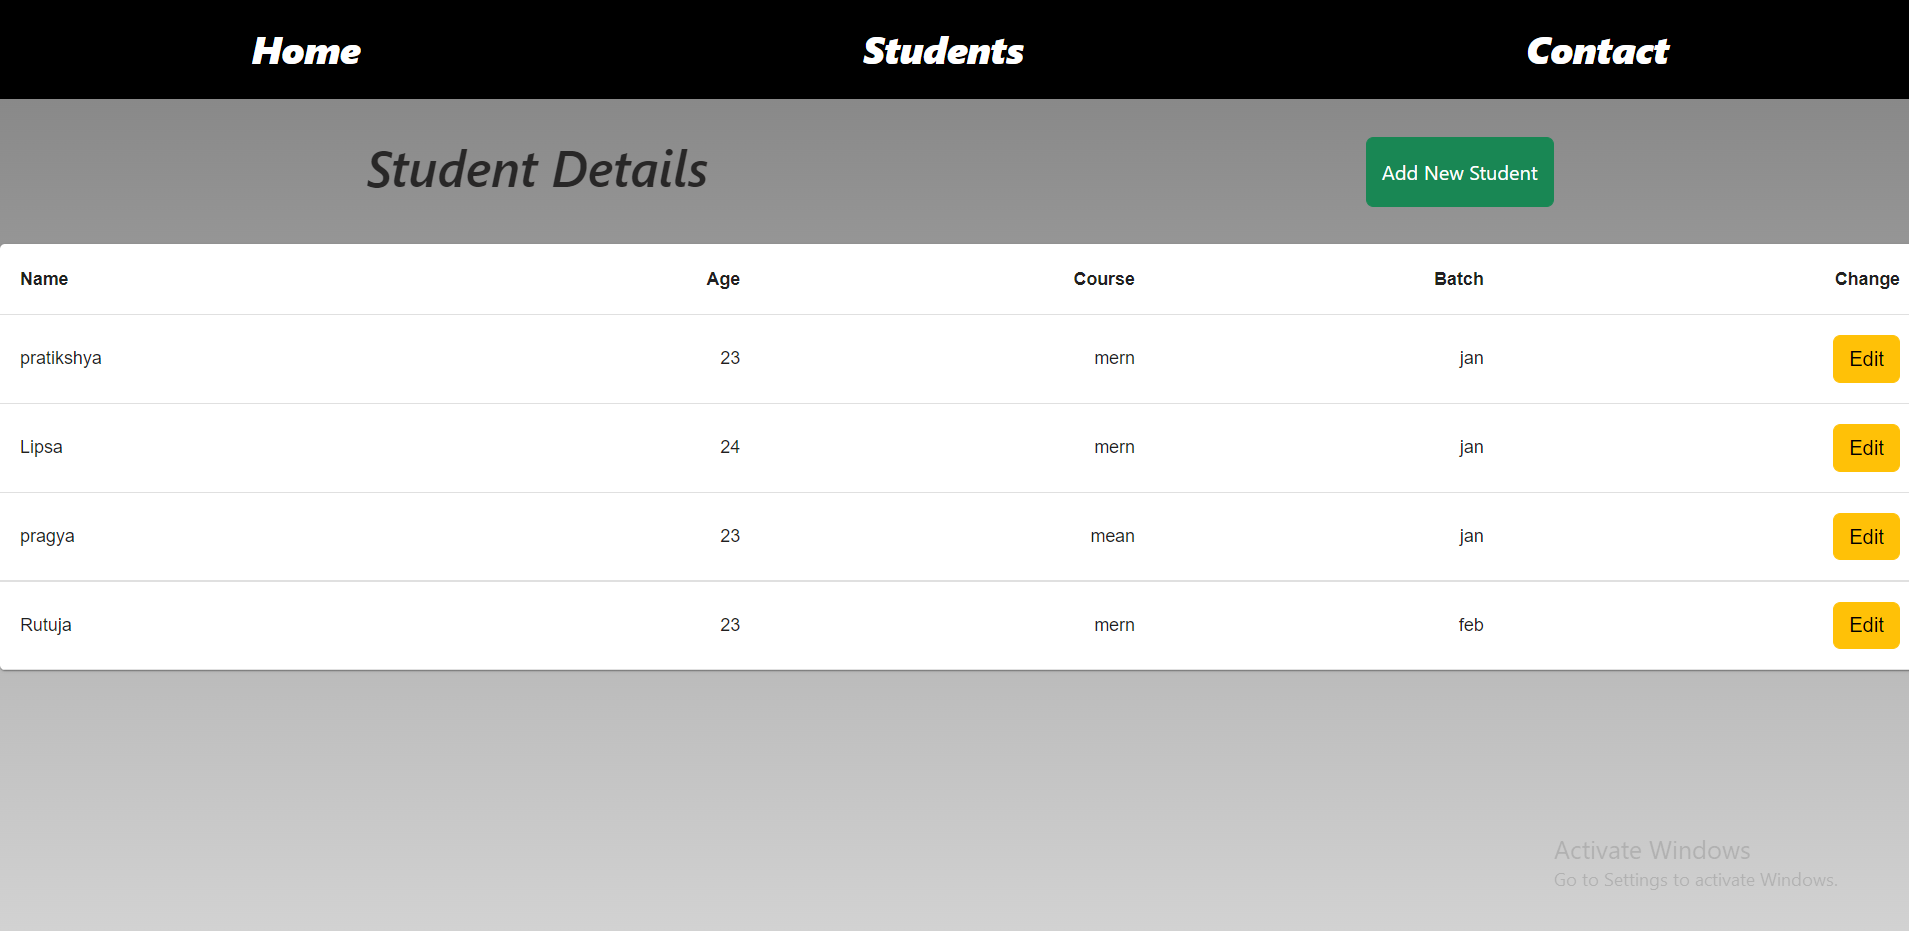 Home Students Contact
Student Details Add New Student
Name Age Course Batch Change
pratikshya 23 mern jan Edit
Lipsa 24 mern jan Edit
pragya 23 mean jan Edit
Rutuja 23 mern feb Edit
Activate Windows
Go to Settings to activate Windows.